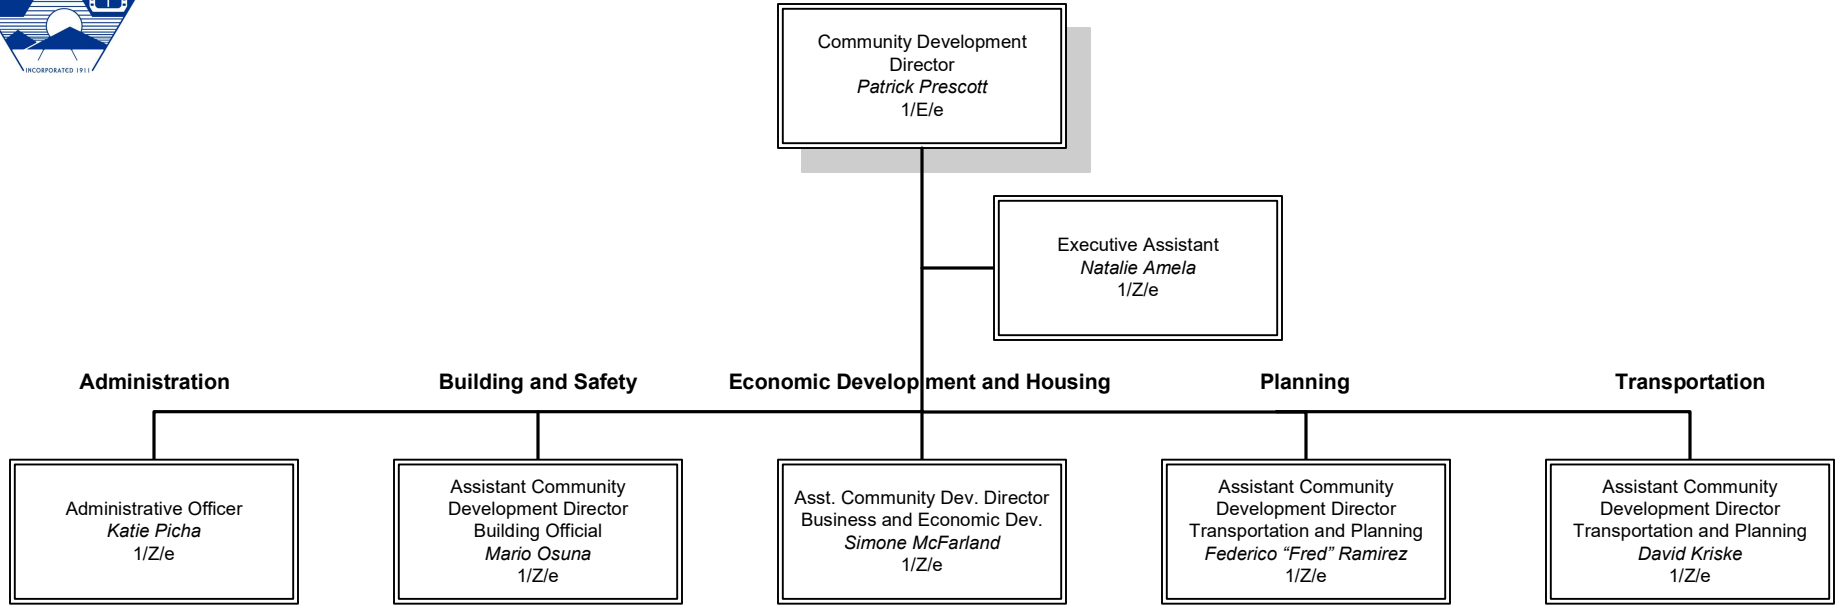 INCORPORATED 1911
Community Development
Director
Patrick Prescott
1/E/e
Executive Assistant
Natalie Amela
1/Z/e
Administration
Building and Safety
Economic Development and Housing
Planning
Transportation
Administrative Officer
Katie Picha
1/Z/e
Assistant Community
Development Director
Building Official
Mario Osuna
1/Z/e
Asst. Community Dev. Director
Business and Economic Dev.
Simone McFarland
1/Z/e
Assistant Community
Development Director
Transportation and Planning
Federico “Fred” Ramirez
1/Z/e
Assistant Community
Development Director
Transportation and Planning
David Kriske
1/Z/e